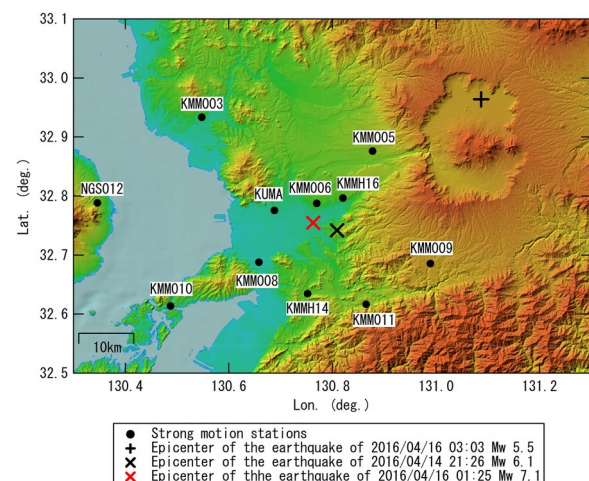 33.1
33.0
32.9
32.8
32.7
32.6
32.5
Lat. (deg.)
KMM003
KMM005
NGS012
KUMA
KMM006
KMMH16
KMM009
KMM008
KMM010
KMMH14
KMM011
10km
130.4
130.6
130.8
131.0
131.2
Lon. (deg.)
Strong motion stations
Epicenter of the earthquake of 2016/04/16 03:03 Mw 5.5
Epicenter of the earthquake of 2016/04/14 21:26 Mw 6.1
Epicenter of thhe earthquake of 2016/04/16 01:25 Mw 7.1